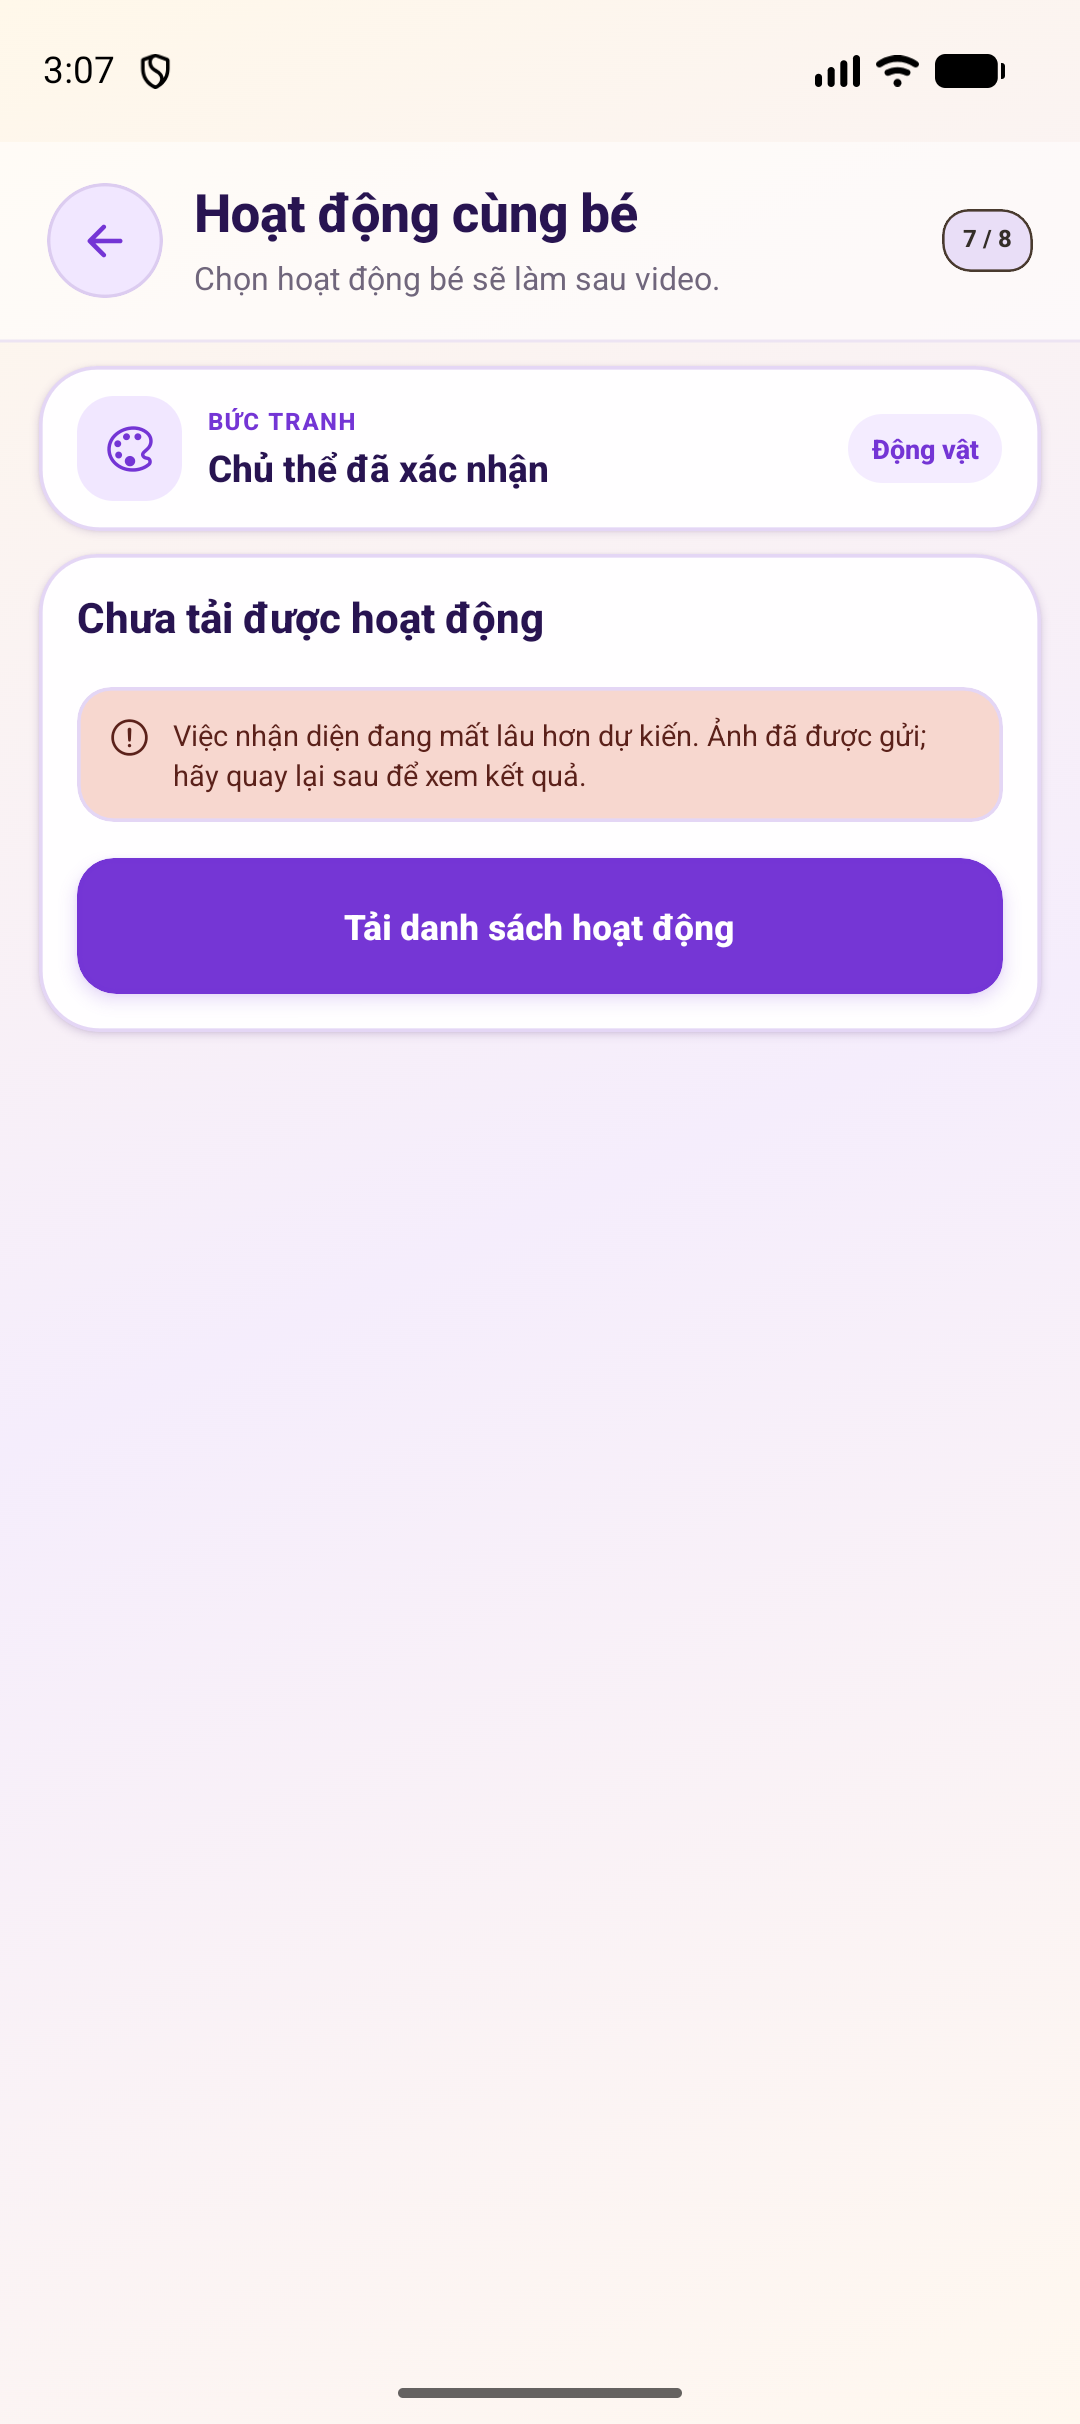 3:07
Hoạt động cùng bé
Chọn hoạt động bé sẽ làm sau video.
7 / 8
BỨC TRANH
Chủ thể đã xác nhận
Động vật
Chưa tải được hoạt động
Việc nhận diện đang mất lâu hơn dự kiến. Ảnh đã được gửi;
hãy quay lại sau để xem kết quả.
Tải danh sách hoạt động